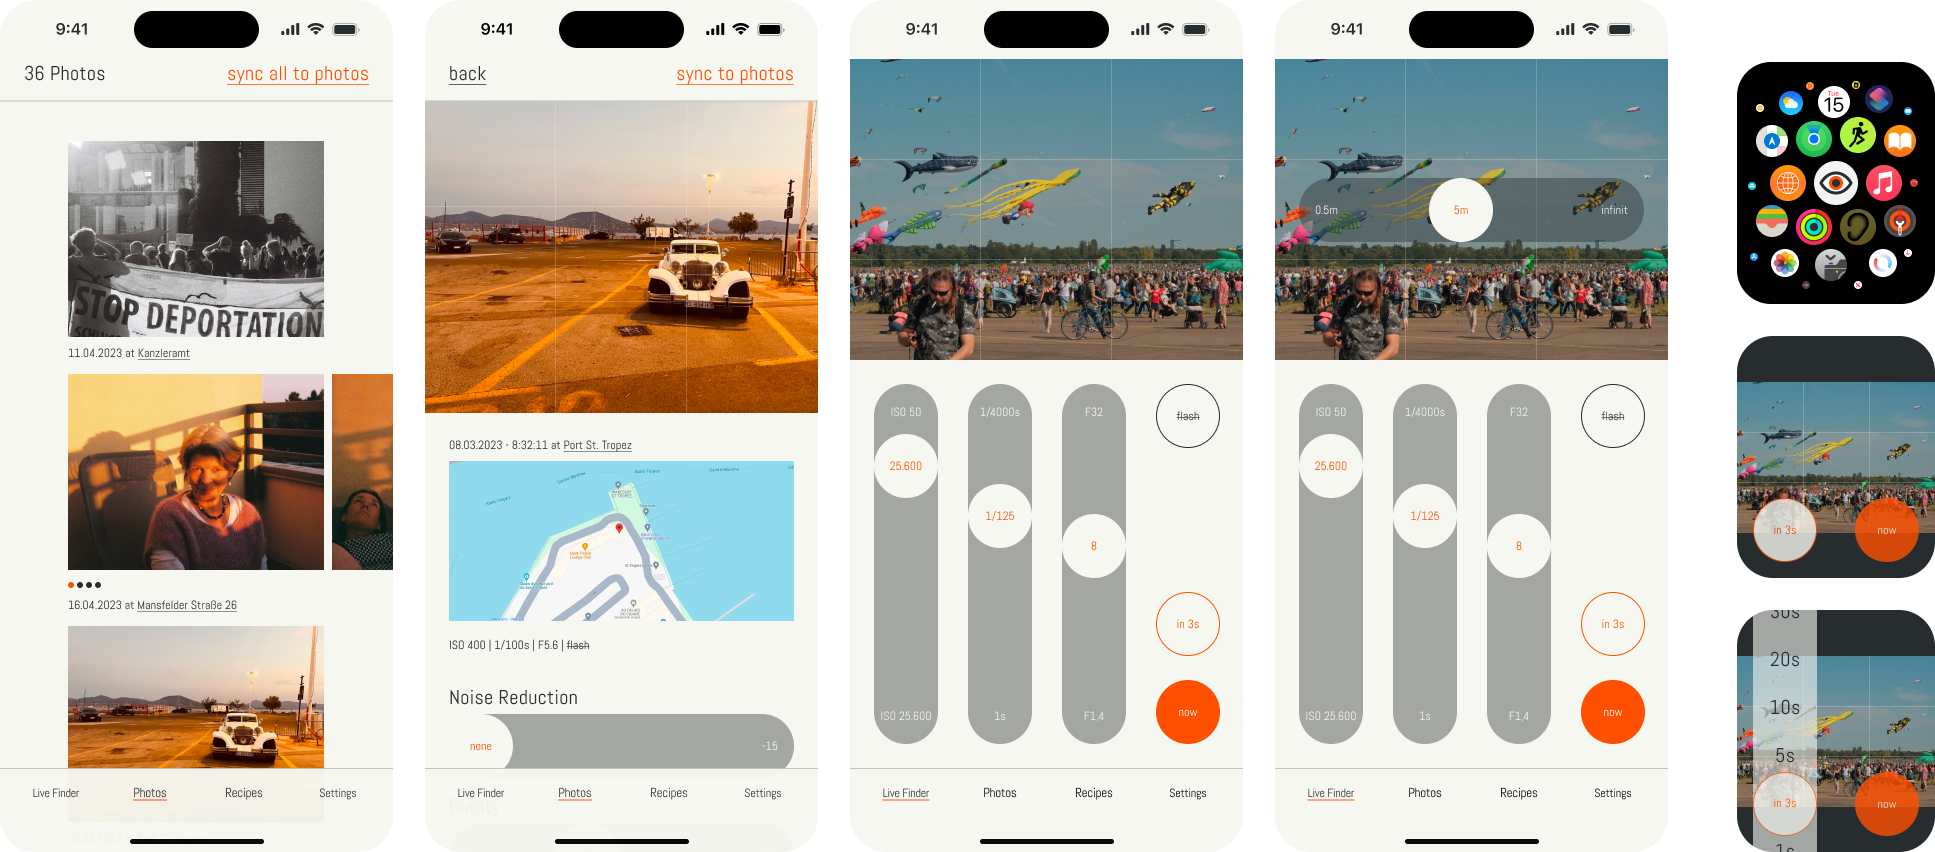 9:41
36 Photos
sync all to photos
STOP DEPORTATION
11.04.2023 at Kanzleramt
16.04.2023 at Mansfelder Straße 26
Live Finder
Photos
Recipes
Settings
9:41
back
sync to photos
08.03.2023 - 8:32:11 at Port St. Tropez
ISO 400 | 1/100s | F5.6 | flash
Noise Reduction
none
-15
Clarity
Live Finder
Photos
Recipes
Settings
9:41
ISO 50
1/4000s
F32
flash
25.600
1/125
8
in 3s
ISO 25.600
1s
F1,4
now
Live Finder
Photos
Recipes
Settings
9:41
0.5m
5m
infinit
ISO 50
1/4000s
F32
flash
25.600
1/125
8
in 3s
ISO 25.600
1s
F1,4
now
Live Finder
Photos
Recipes
Settings
Tue
15
in 3s
now
30s
20s
10s
5s
in 3s
now
1s